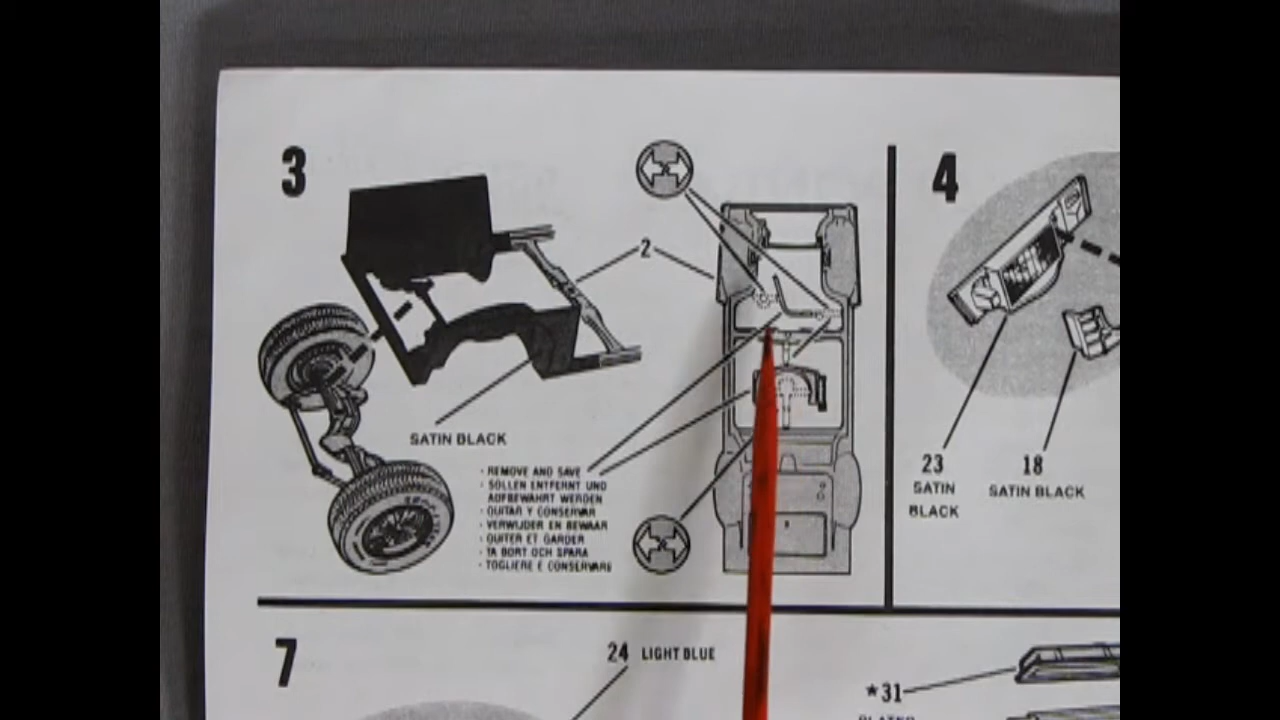 3
2
SATIN BLACK
- REMOVE AND SAVE
- SOLLEN ENTFERNT UND
AUFBEWAHRT WERDEN
- QUITAR Y CONSERVAR
- VERWIJDER EN BEWAAR
- QUITER ET GARDER
- TA BORT OCH SPARA
- TOGLIERE E CONSERVARE
4
23
SATIN
BLACK
18
SATIN BLACK
7
24 LIGHT BLUE
*31